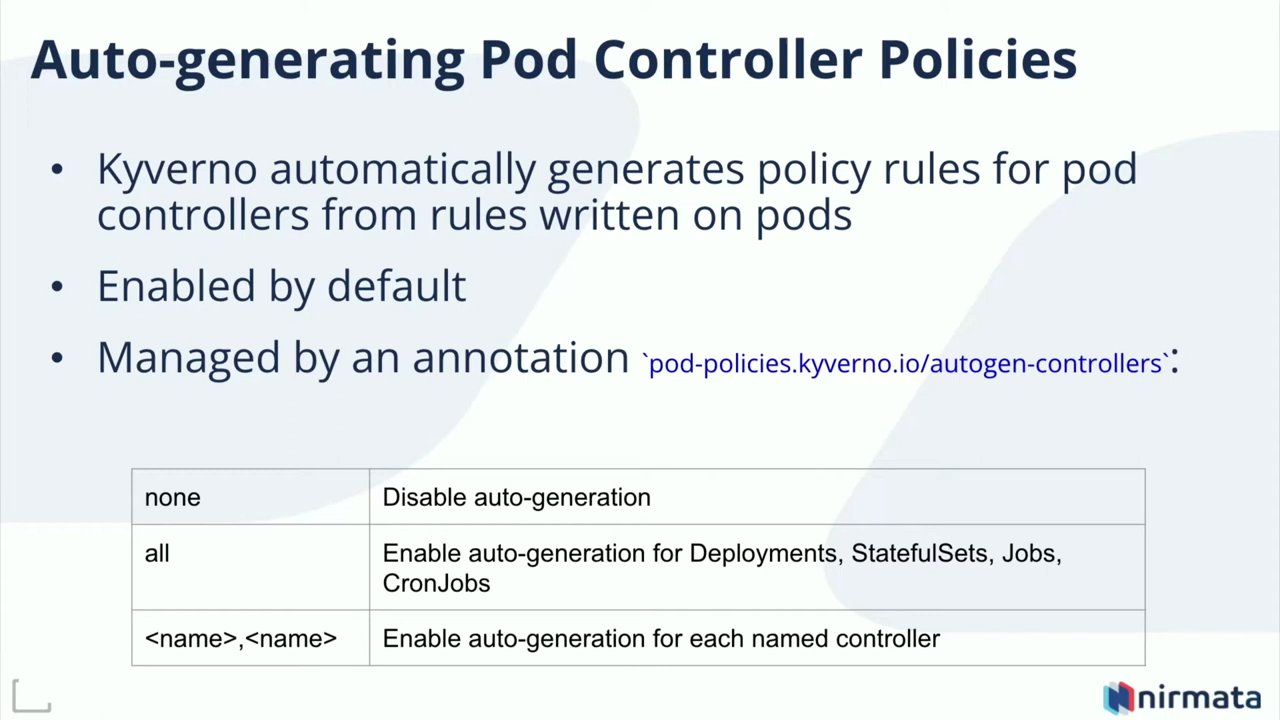 Auto-generating Pod Controller Policies
• Kyverno automatically generates policy rules for pod
controllers from rules written on pods
• Enabled by default
• Managed by an annotation `pod-policies.kyverno.io/autogen-controllers`:
none Disable auto-generation
all Enable auto-generation for Deployments, StatefulSets, Jobs,
CronJobs
<name>,<name> Enable auto-generation for each named controller
nirmata